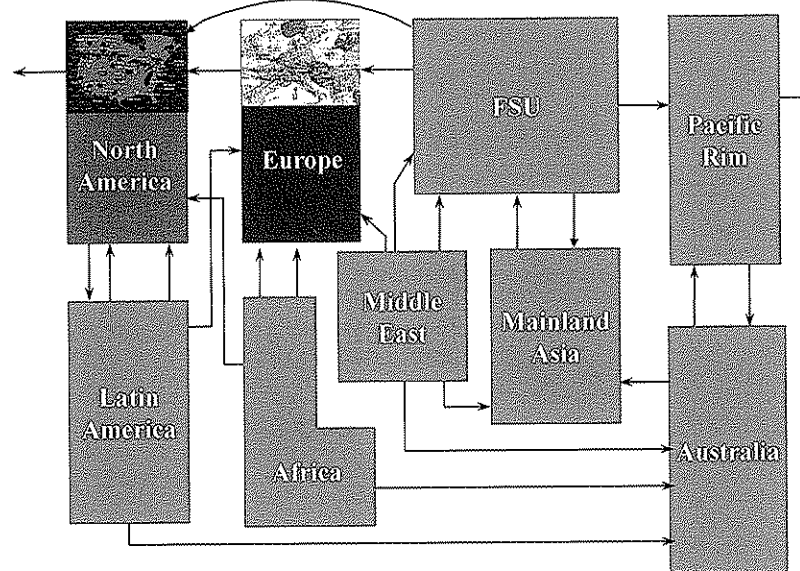 North
America
Europe
FSU
Pacific
Rim
Middle
East
Mainland
Asia
Latin
America
Africa
Australia